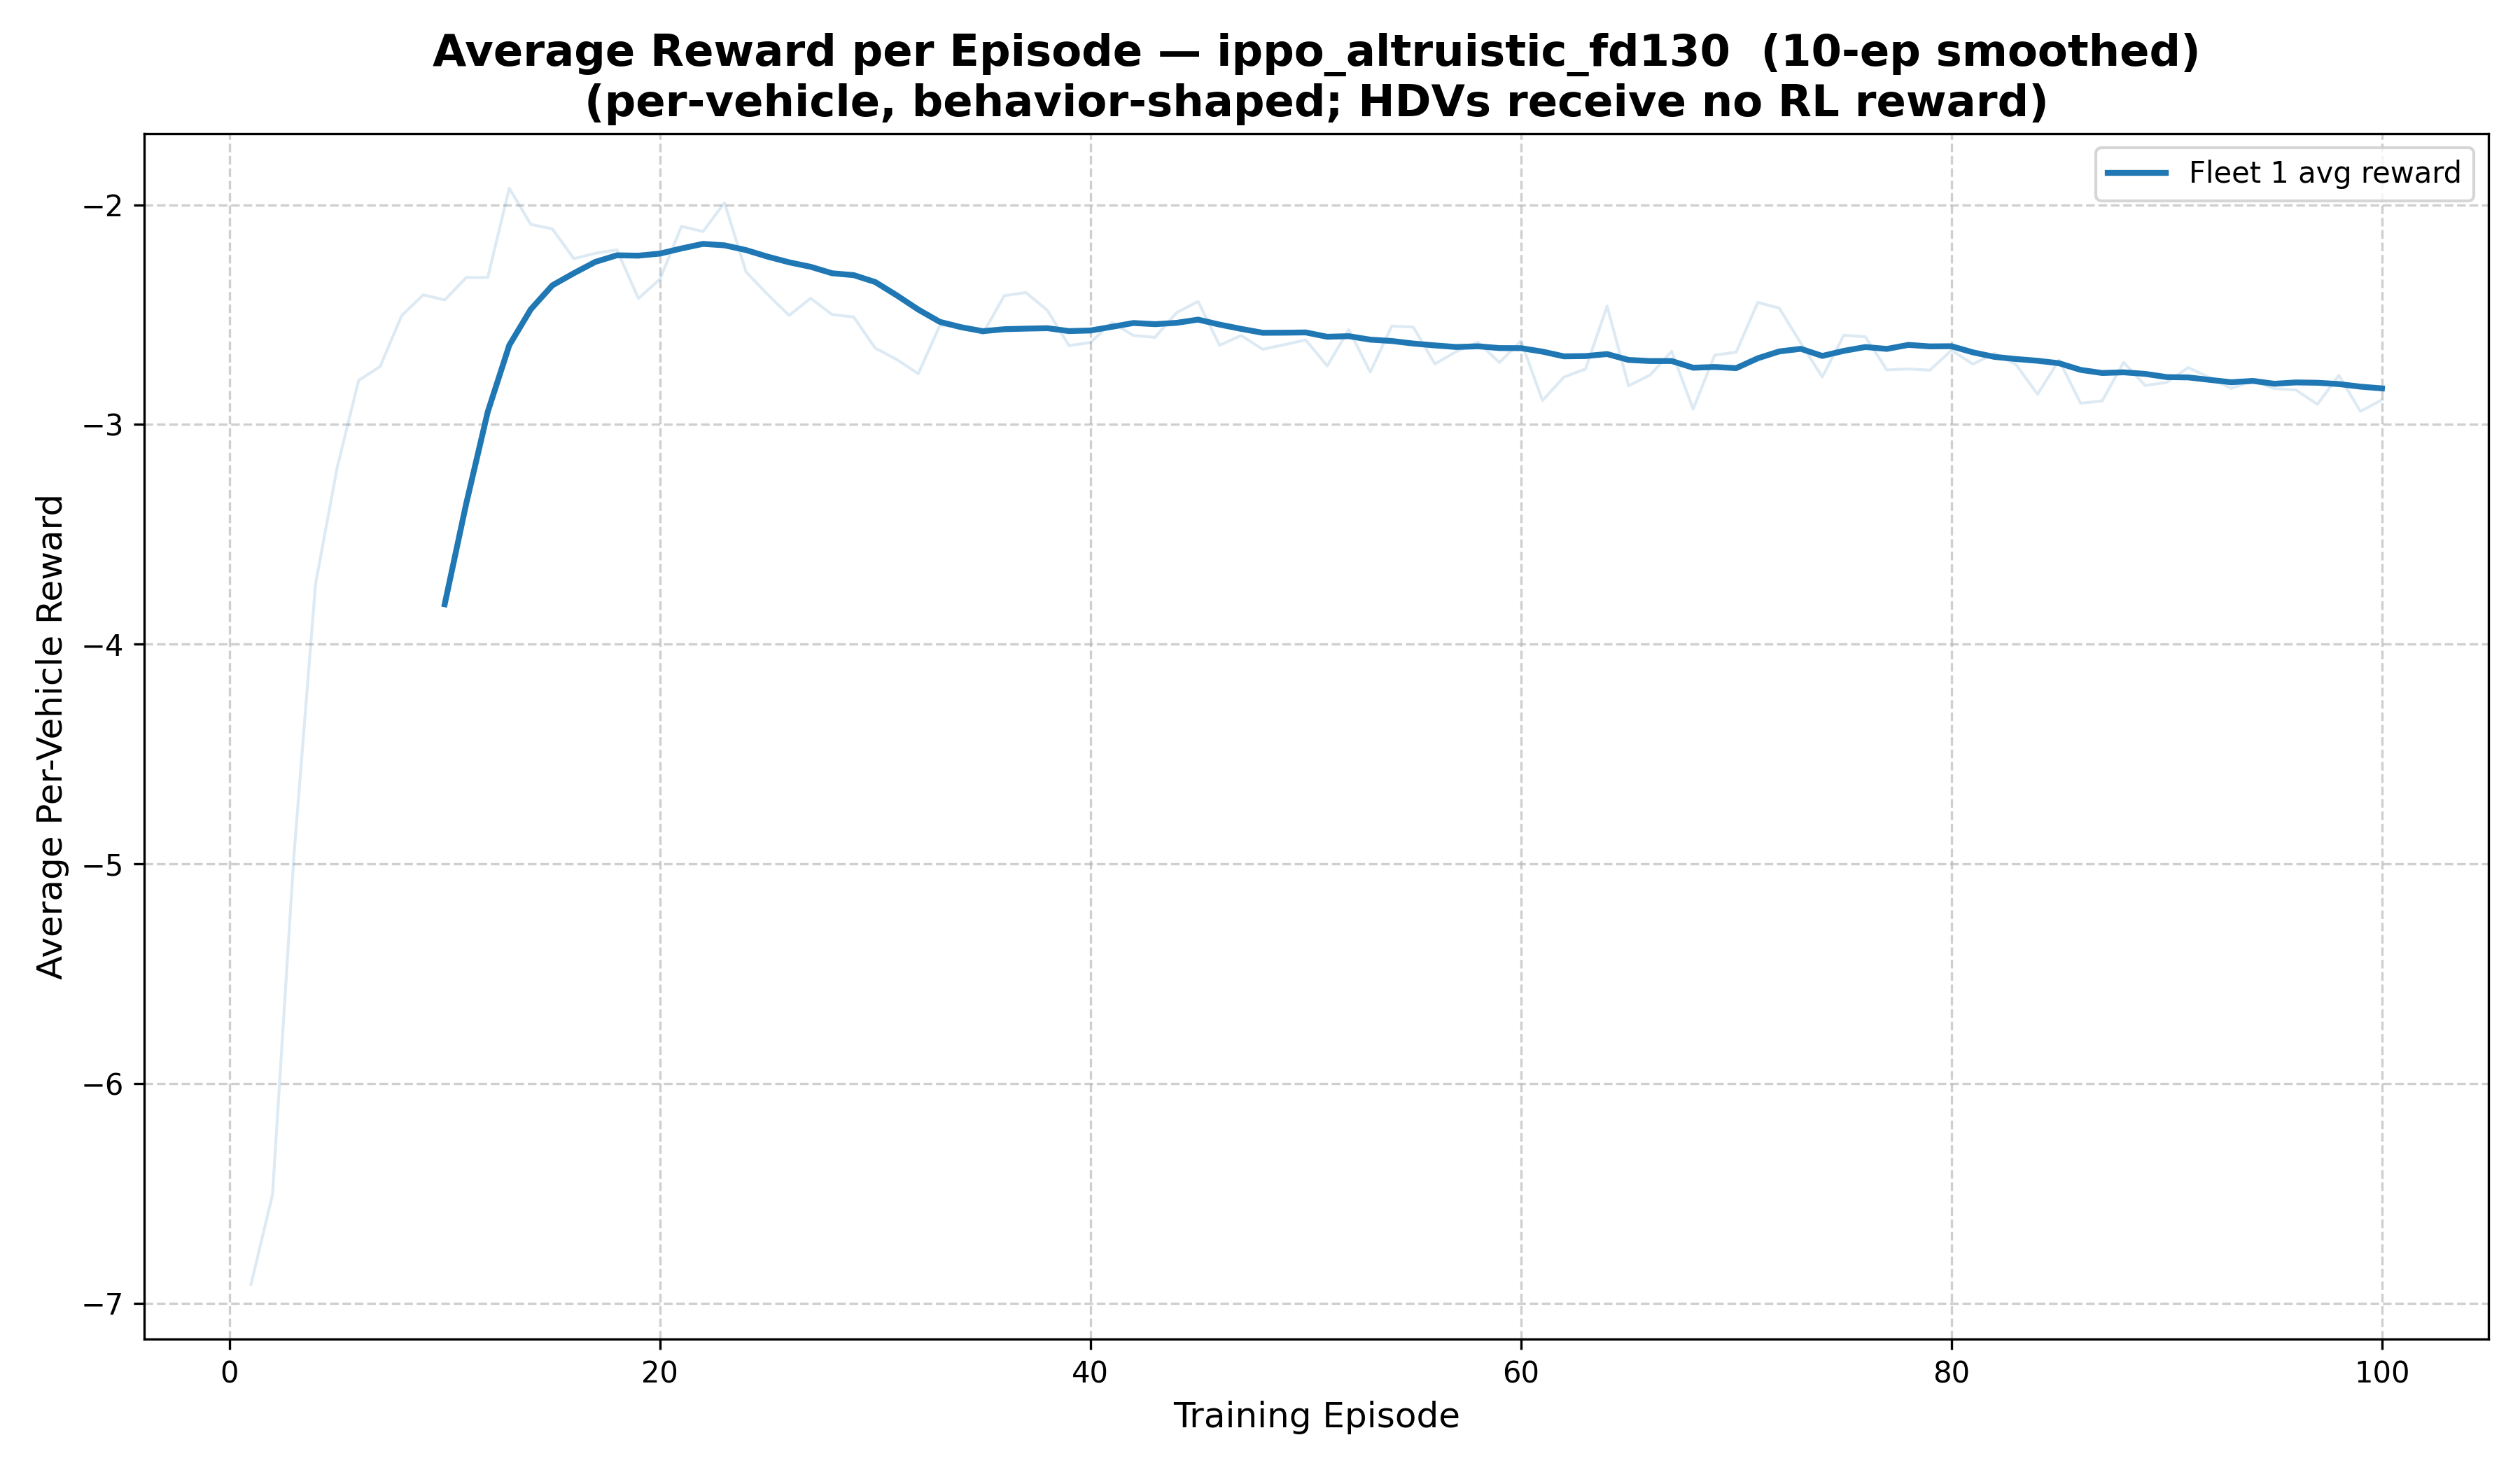 Average Reward per Episode — ippo_altruistic_fd130  (10-ep smoothed)
(per-vehicle, behavior-shaped; HDVs receive no RL reward)
Fleet 1 avg reward
Average Per-Vehicle Reward
−2
−3
−4
−5
−6
−7
0
20
40
60
80
100
Training Episode